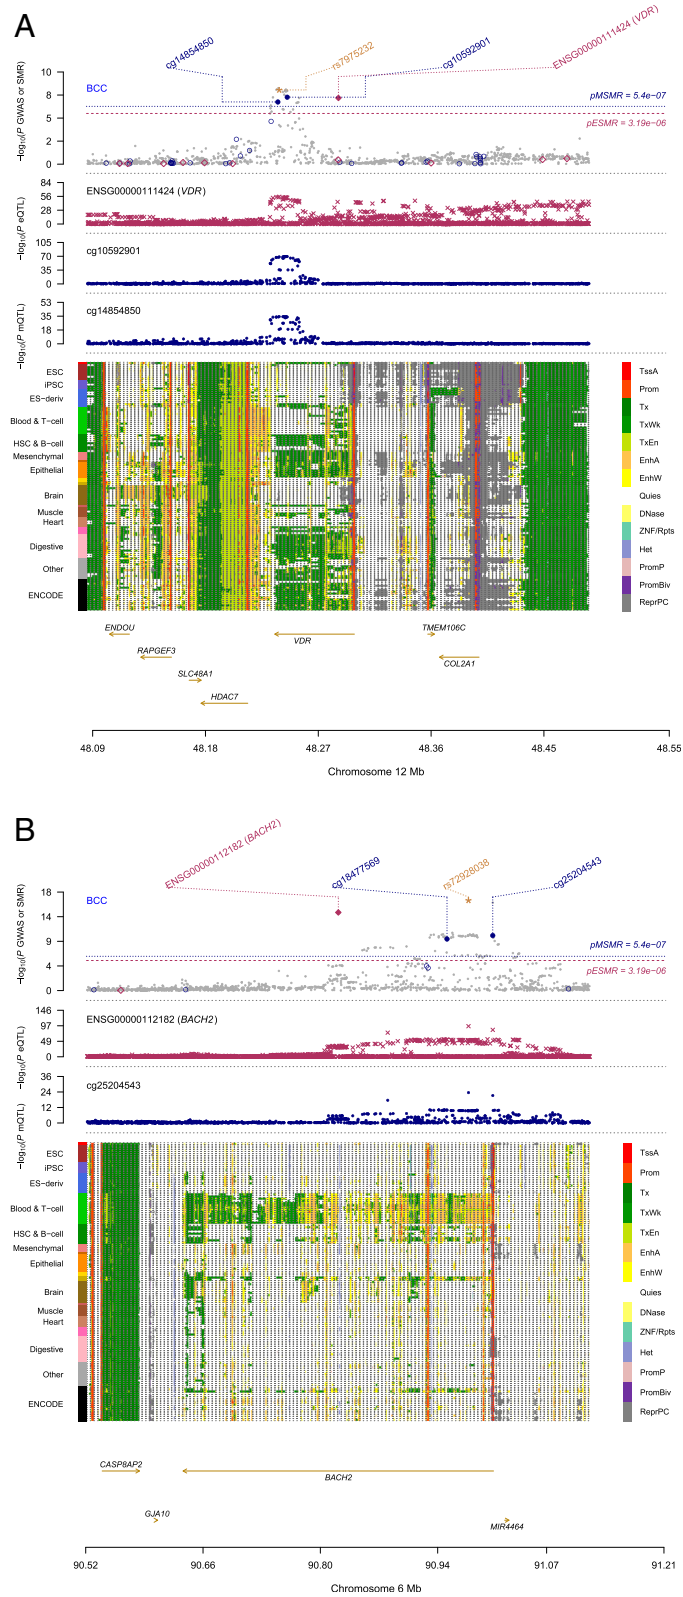 A
cg14854850
rs7975232
cg10592901
ENSG00000111424 (VDR)
BCC
pMSMR = 5.4e−07
pESMR = 3.19e−06
−log10(P GWAS or SMR)
10
8
5
2
0
ENSG00000111424 (VDR)
−log10(P eQTL)
84
56
28
0
cg10592901
105
70
35
0
cg14854850
−log10(P mQTL)
53
35
18
0
ESC
iPSC
ES−deriv
Blood & T−cell
HSC & B−cell
Mesenchymal
Epithelial
Brain
Muscle
Heart
Digestive
Other
ENCODE
TssA
Prom
Tx
TxWk
TxEn
EnhA
EnhW
Quies
DNase
ZNF/Rpts
Het
PromP
PromBiv
ReprPC
ENDOU
RAPGEF3
SLC48A1
HDAC7
VDR
TMEM106C
COL2A1
48.09 48.18 48.27 48.36 48.45 48.55
Chromosome 12 Mb
B
ENSG00000112182 (BACH2)
cg18477569
rs72928038
cg25204543
BCC
pMSMR = 5.4e−07
pESMR = 3.19e−06
−log10(P GWAS or SMR)
18
14
9
4
0
ENSG00000112182 (BACH2)
−log10(P eQTL)
146
97
49
0
cg25204543
−log10(P mQTL)
36
24
12
0
ESC
iPSC
ES−deriv
Blood & T−cell
HSC & B−cell
Mesenchymal
Epithelial
Brain
Muscle
Heart
Digestive
Other
ENCODE
TssA
Prom
Tx
TxWk
TxEn
EnhA
EnhW
Quies
DNase
ZNF/Rpts
Het
PromP
PromBiv
ReprPC
CASP8AP2
GJA10
BACH2
MIR4464
90.52 90.66 90.80 90.94 91.07 91.21
Chromosome 6 Mb